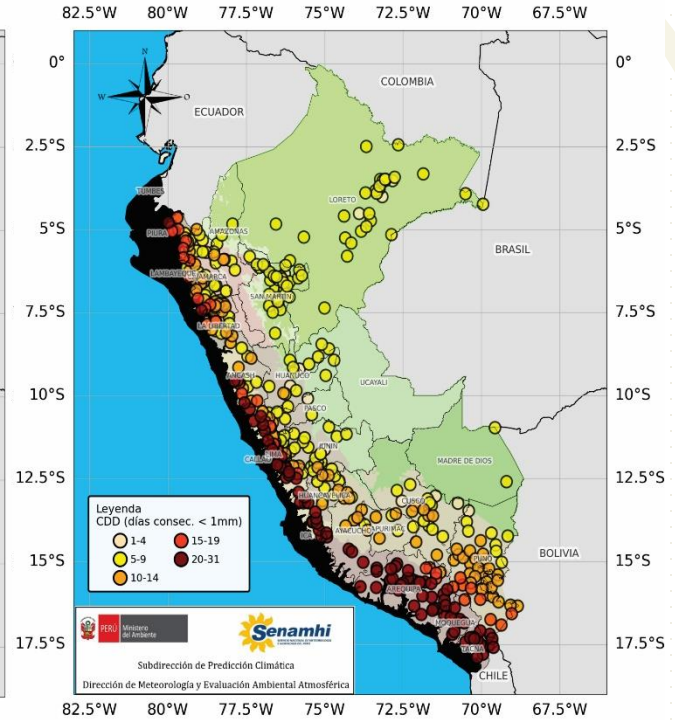 82.5°W 80°W 77.5°W 75°W 72.5°W 70°W 67.5°W
N
W O
0° 0°
COLOMBIA
ECUADOR
2.5°S 2.5°S
TUMBES
LORETO
5°S 5°S
PIURA AMAZONAS
BRASIL
LAMBAYEQUE
SAN MARTIN
7.5°S 7.5°S
LA LIBERTAD
ANCASH HUANUCO
UCAYALI
10°S 10°S
PASCO
JUNIN
LIMA
CALLAO MADRE DE DIOS
12.5°S 12.5°S
HUANCAVELICA CUSCO
ICA AYACUCHO APURIMAC
PUNO BOLIVIA
15°S 15°S
AREQUIPA
MOQUEGUA
TACNA
17.5°S 17.5°S
CHILE
Leyenda
CDD (días consec. < 1mm)
1-4 15-19
5-9 20-31
10-14
PERÚ Ministerio
del Ambiente
Senamhi
Subdirección de Predicción Climática
Dirección de Meteorología y Evaluación Ambiental Atmosférica
82.5°W 80°W 77.5°W 75°W 72.5°W 70°W 67.5°W